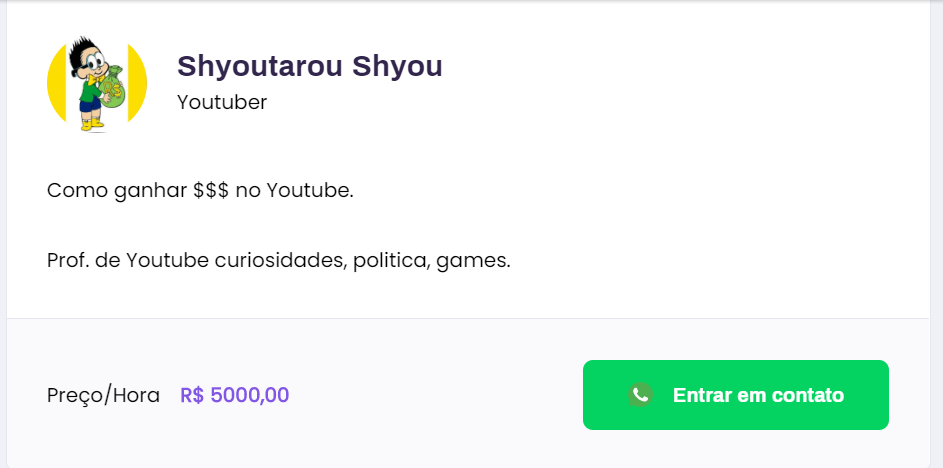 Shyoutarou Shyou
Youtuber
Como ganhar $$$ no Youtube.
Prof. de Youtube curiosidades, politica, games.
Preço/Hora R$ 5000,00
Entrar em contato